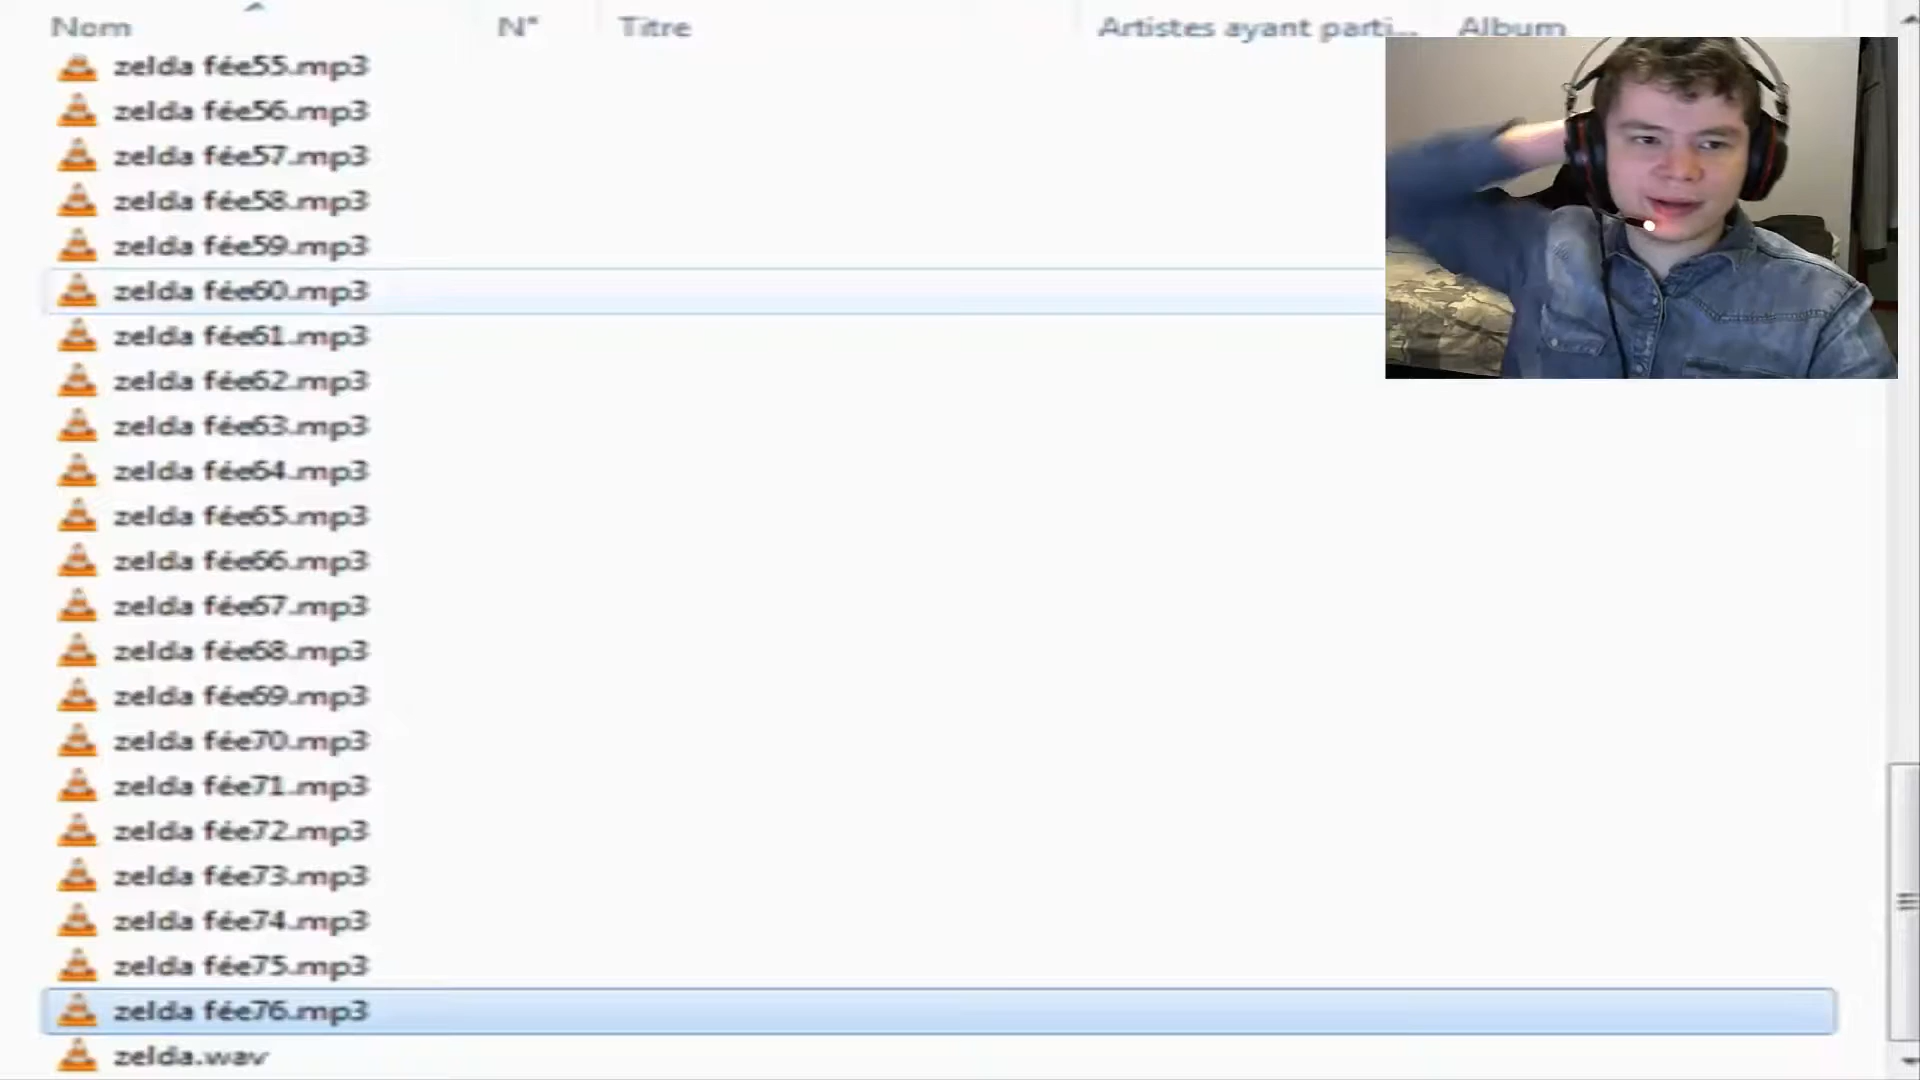 Nom N° Titre Artistes ayant parti... Album
zelda fée55.mp3
zelda fée56.mp3
zelda fée57.mp3
zelda fée58.mp3
zelda fée59.mp3
zelda fée60.mp3
zelda fée61.mp3
zelda fée62.mp3
zelda fée63.mp3
zelda fée64.mp3
zelda fée65.mp3
zelda fée66.mp3
zelda fée67.mp3
zelda fée68.mp3
zelda fée69.mp3
zelda fée70.mp3
zelda fée71.mp3
zelda fée72.mp3
zelda fée73.mp3
zelda fée74.mp3
zelda fée75.mp3
zelda fée76.mp3
zelda.wav